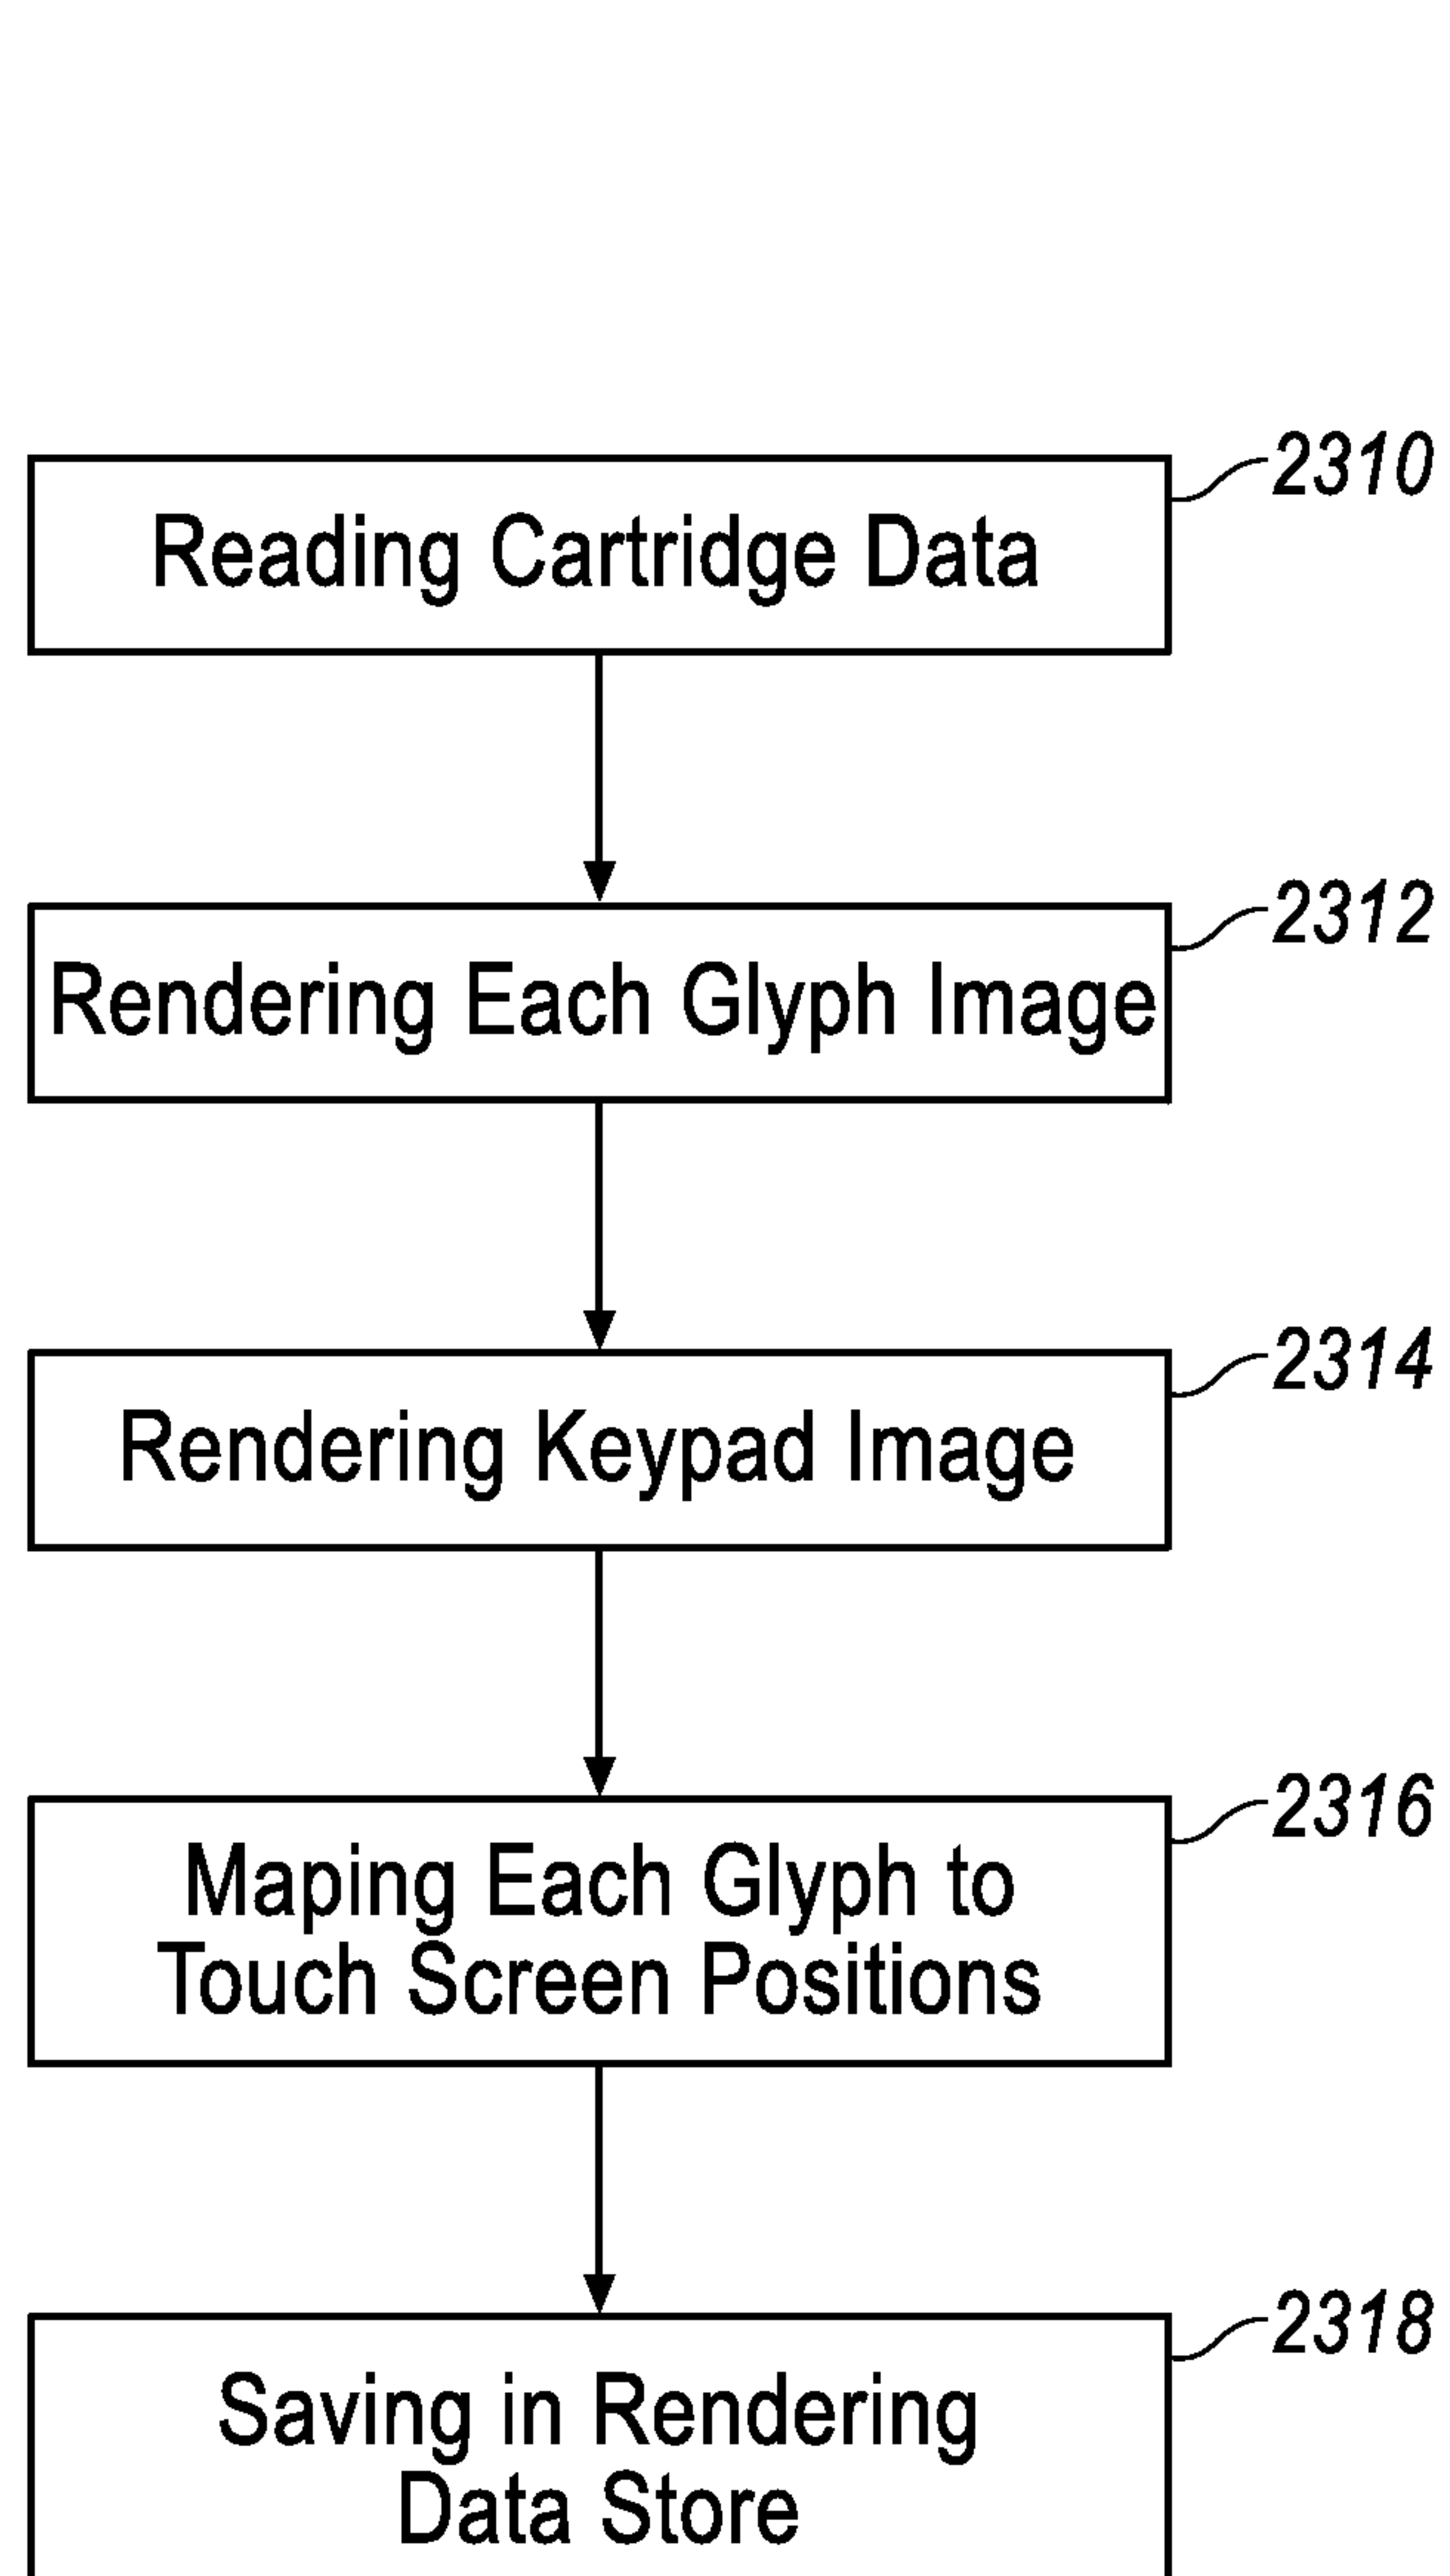 2310
Reading Cartridge Data
2312
Rendering Each Glyph Image
2314
Rendering Keypad Image
2316
Maping Each Glyph to
Touch Screen Positions
2318
Saving in Rendering
Data Store